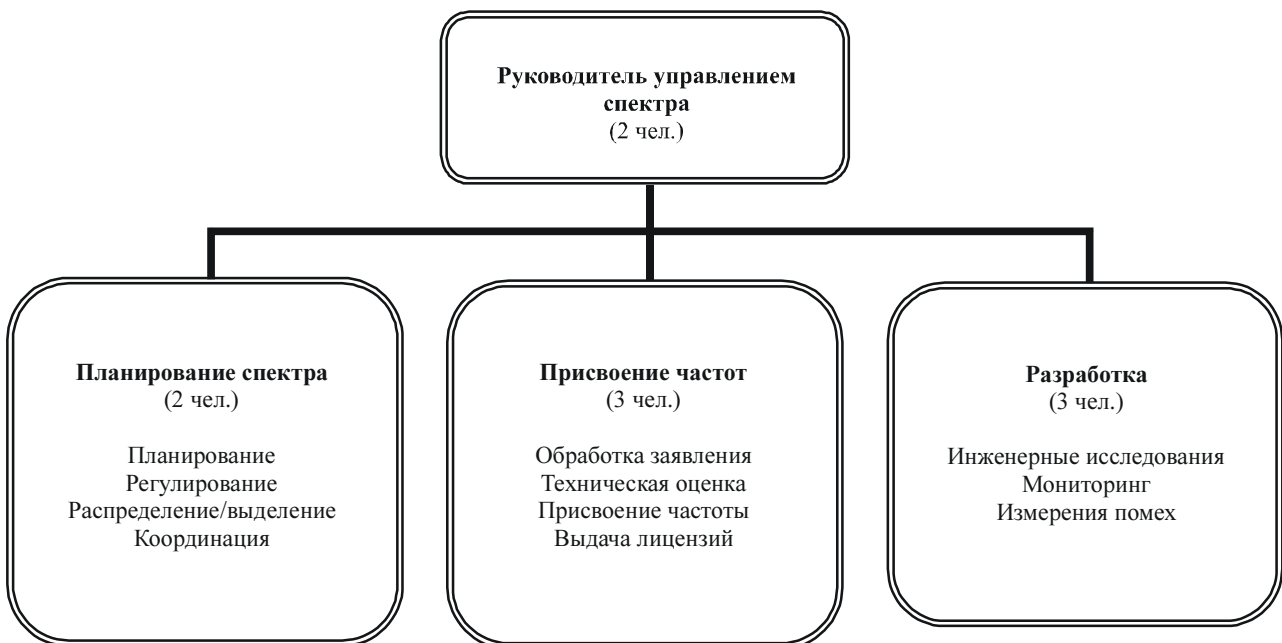 Руководитель управлением
спектра
(2 чел.)
Планирование спектра
(2 чел.)
Планирование
Регулирование
Распределение/выделение
Координация
Присвоение частот
(3 чел.)
Обработка заявления
Техническая оценка
Присвоение частоты
Выдача лицензий
Разработка
(3 чел.)
Инженерные исследования
Мониторинг
Измерения помех